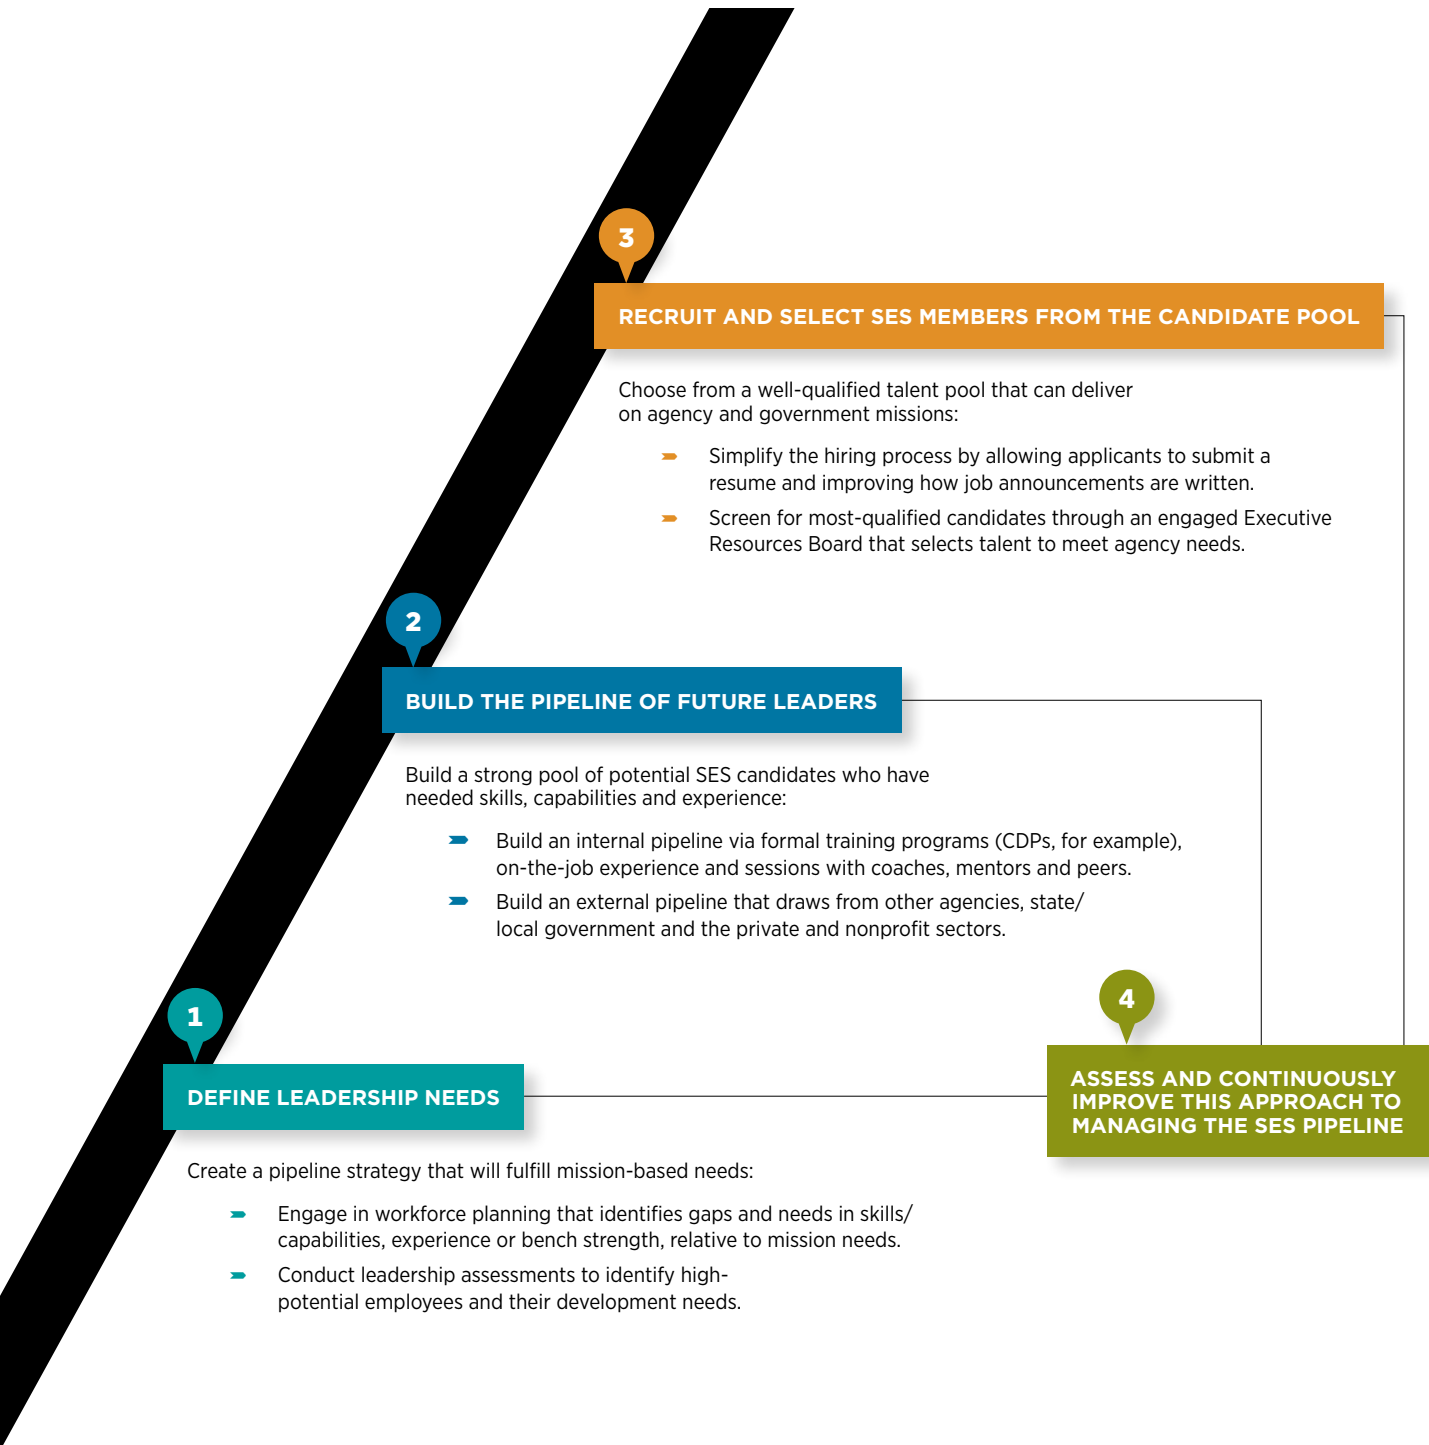 3
RECRUIT AND SELECT SES MEMBERS FROM THE CANDIDATE POOL
Choose from a well-qualified talent pool that can deliver
on agency and government missions:
Simplify the hiring process by allowing applicants to submit a
resume and improving how job announcements are written.
Screen for most-qualified candidates through an engaged Executive
Resources Board that selects talent to meet agency needs.
2
BUILD THE PIPELINE OF FUTURE LEADERS
Build a strong pool of potential SES candidates who have
needed skills, capabilities and experience:
Build an internal pipeline via formal training programs (CDPs, for example),
on-the-job experience and sessions with coaches, mentors and peers.
Build an external pipeline that draws from other agencies, state/
local government and the private and nonprofit sectors.
1
DEFINE LEADERSHIP NEEDS
Create a pipeline strategy that will fulfill mission-based needs:
Engage in workforce planning that identifies gaps and needs in skills/
capabilities, experience or bench strength, relative to mission needs.
Conduct leadership assessments to identify high-
potential employees and their development needs.
4
ASSESS AND CONTINUOUSLY
IMPROVE THIS APPROACH TO
MANAGING THE SES PIPELINE